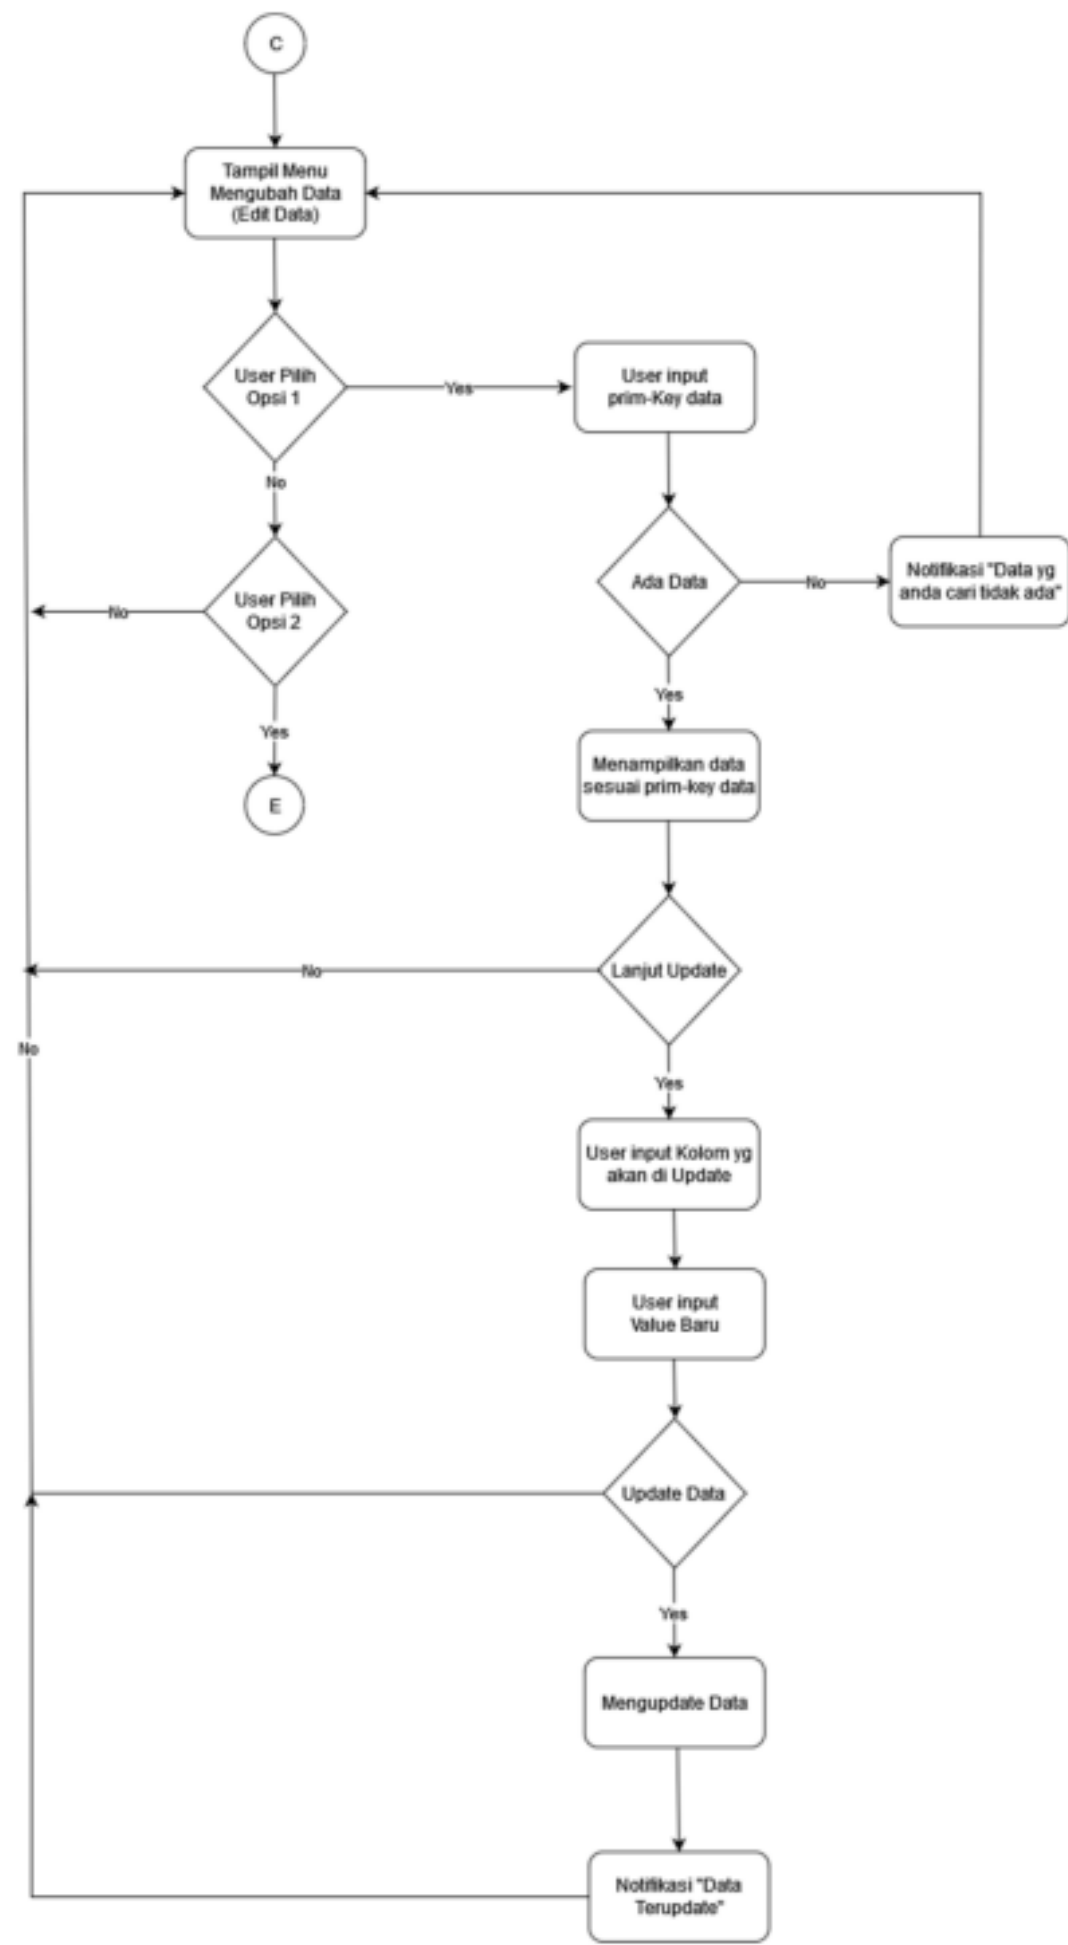 C
Tampil Menu
Mengubah Data
(Edit Data)
User Pilih
Opsi 1
Yes
User input
prim-Key data
No
User Pilih
Opsi 2
No
Yes
E
Ada Data
No
Notifikasi "Data yg
anda cari tidak ada"
Yes
Menampilkan data
sesuai prim-key data
Lanjut Update
No
No
Yes
User input Kolom yg
akan di Update
User input
Value Baru
Update Data
Yes
Mengupdate Data
Notifikasi "Data
Terupdate"